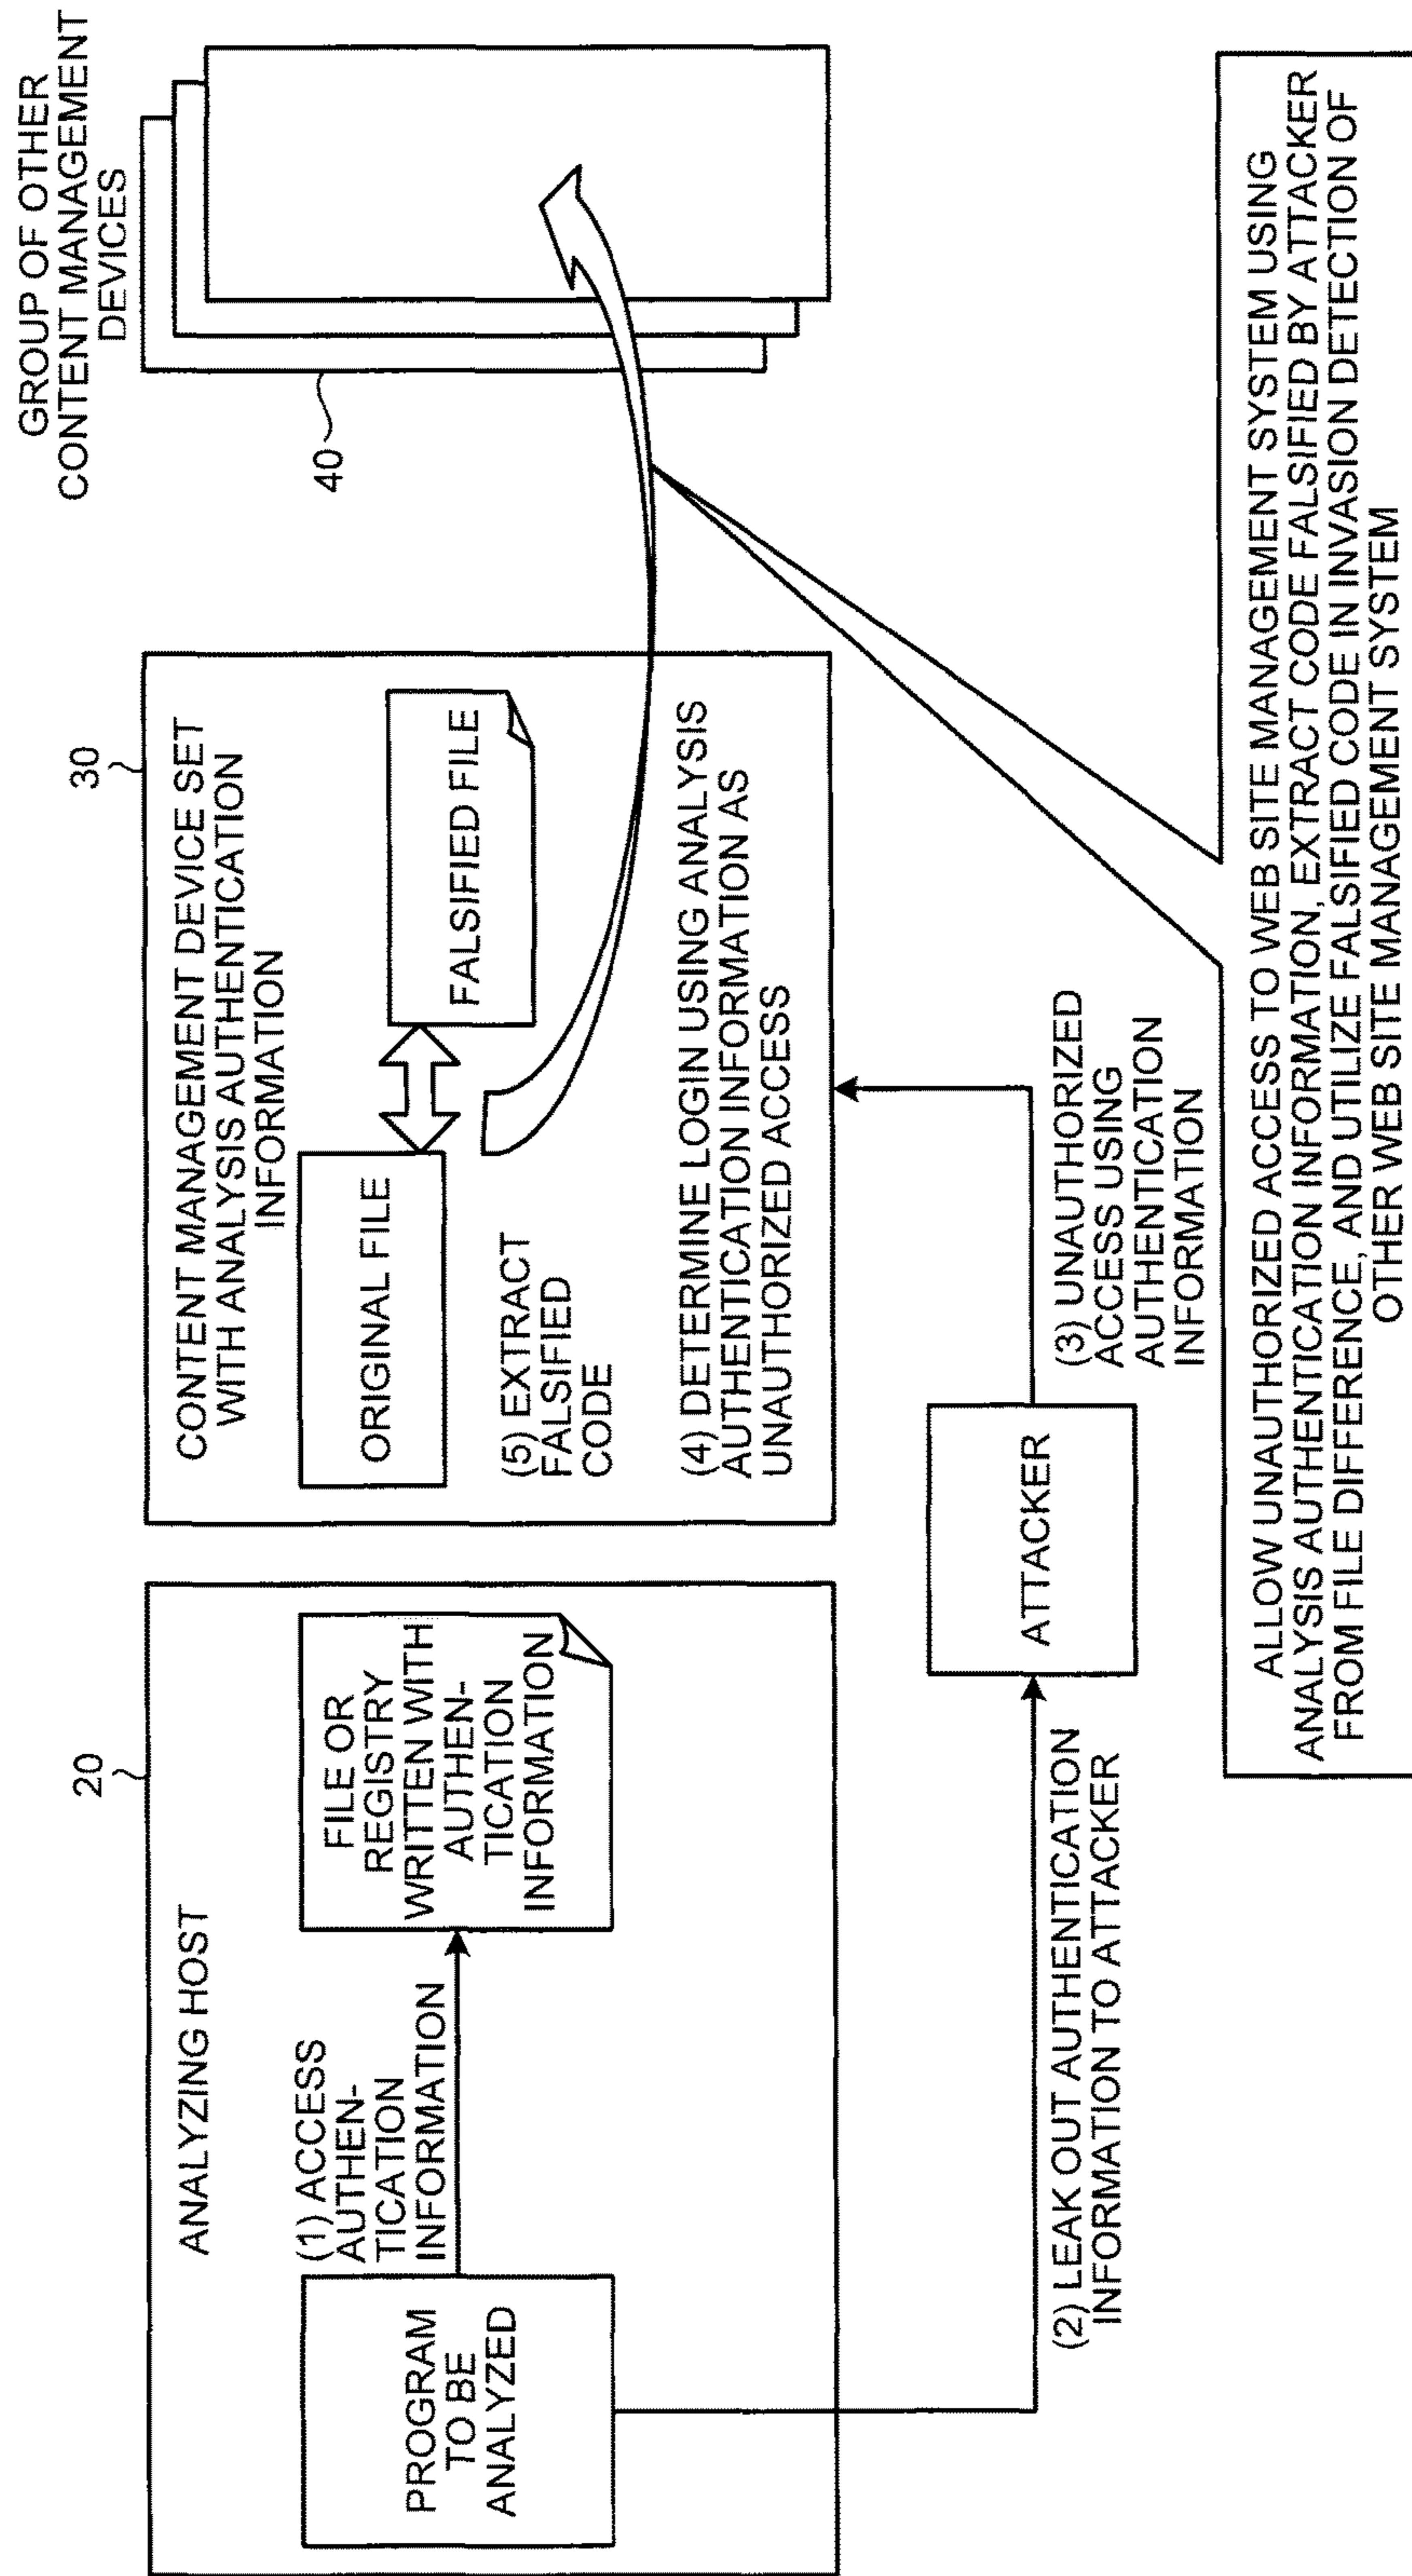 20
ANALYZING HOST
PROGRAM
TO BE
ANALYZED
(1) ACCESS
AUTHEN-
TICATION
INFORMATION
FILE OR
REGISTRY
WRITTEN WITH
AUTHEN-
TICATION
INFORMATION
30
CONTENT MANAGEMENT DEVICE SET
WITH ANALYSIS AUTHENTICATION
INFORMATION
ORIGINAL FILE
FALSIFIED FILE
(5) EXTRACT
FALSIFIED
CODE
(4) DETERMINE LOGIN USING ANALYSIS
AUTHENTICATION INFORMATION AS
UNAUTHORIZED ACCESS
GROUP OF OTHER
CONTENT MANAGEMENT
DEVICES
40
(2) LEAK OUT AUTHENTICATION
INFORMATION TO ATTACKER
ATTACKER
(3) UNAUTHORIZED
ACCESS USING
AUTHENTICATION
INFORMATION
ALLOW UNAUTHORIZED ACCESS TO WEB SITE MANAGEMENT SYSTEM USING
ANALYSIS AUTHENTICATION INFORMATION, EXTRACT CODE FALSIFIED BY ATTACKER
FROM FILE DIFFERENCE, AND UTILIZE FALSIFIED CODE IN INVASION DETECTION OF
OTHER WEB SITE MANAGEMENT SYSTEM